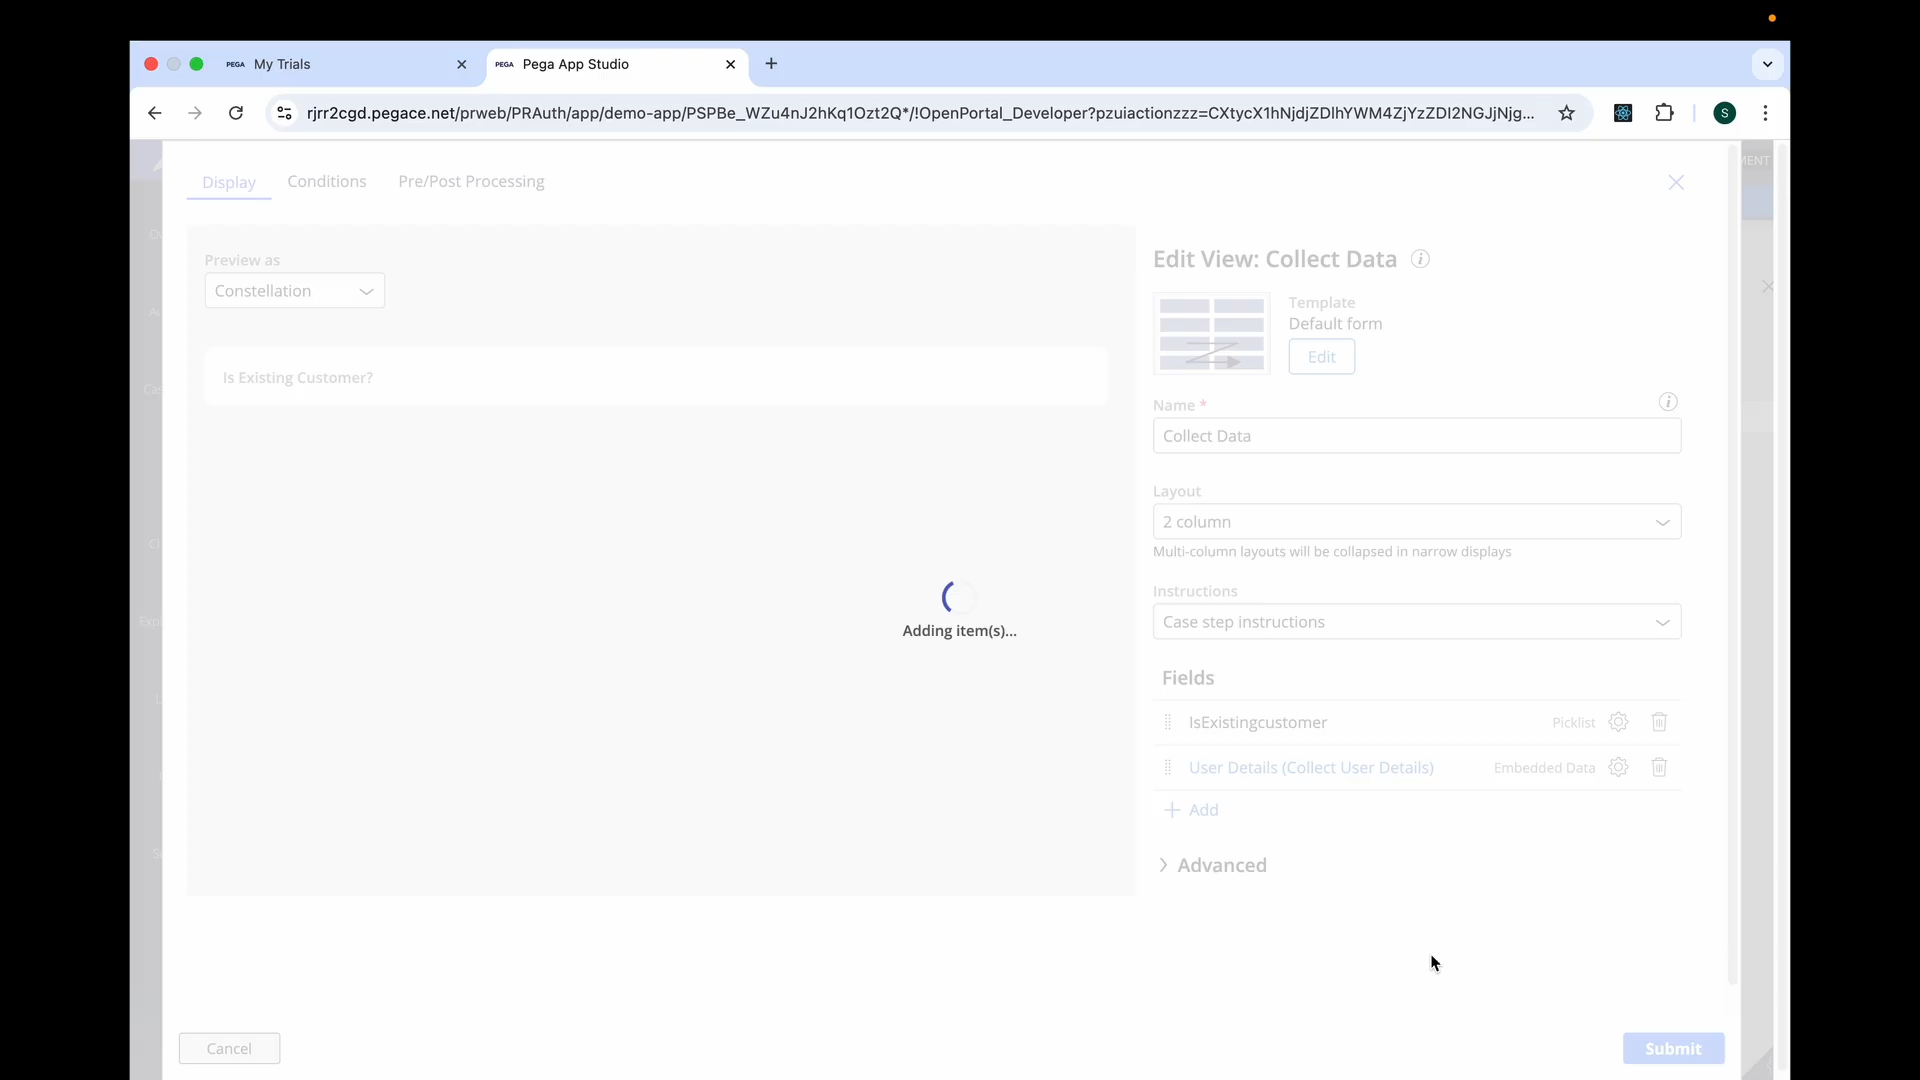 PEGA My Trials
PEGA Pega App Studio
rjrr2cgd.pegace.net/prweb/PRAuth/app/demo-app/PSPBe_WZu4nJ2hKq1Ozt2Q*/!OpenPortal_Developer?pzuiactionzzz=CXtycX1hNjdjZDlhYWM4ZjYzZDI2NGJjNjg...
S
Display Conditions Pre/Post Processing
MENT
Preview as
Constellation
Is Existing Customer?
Adding item(s)...
Edit View: Collect Data
Template
Default form
Edit
Name *
Collect Data
Layout
2 column
Multi-column layouts will be collapsed in narrow displays
Instructions
Case step instructions
Fields
IsExistingcustomer Picklist
User Details (Collect User Details) Embedded Data
Add
Advanced
Cancel Submit